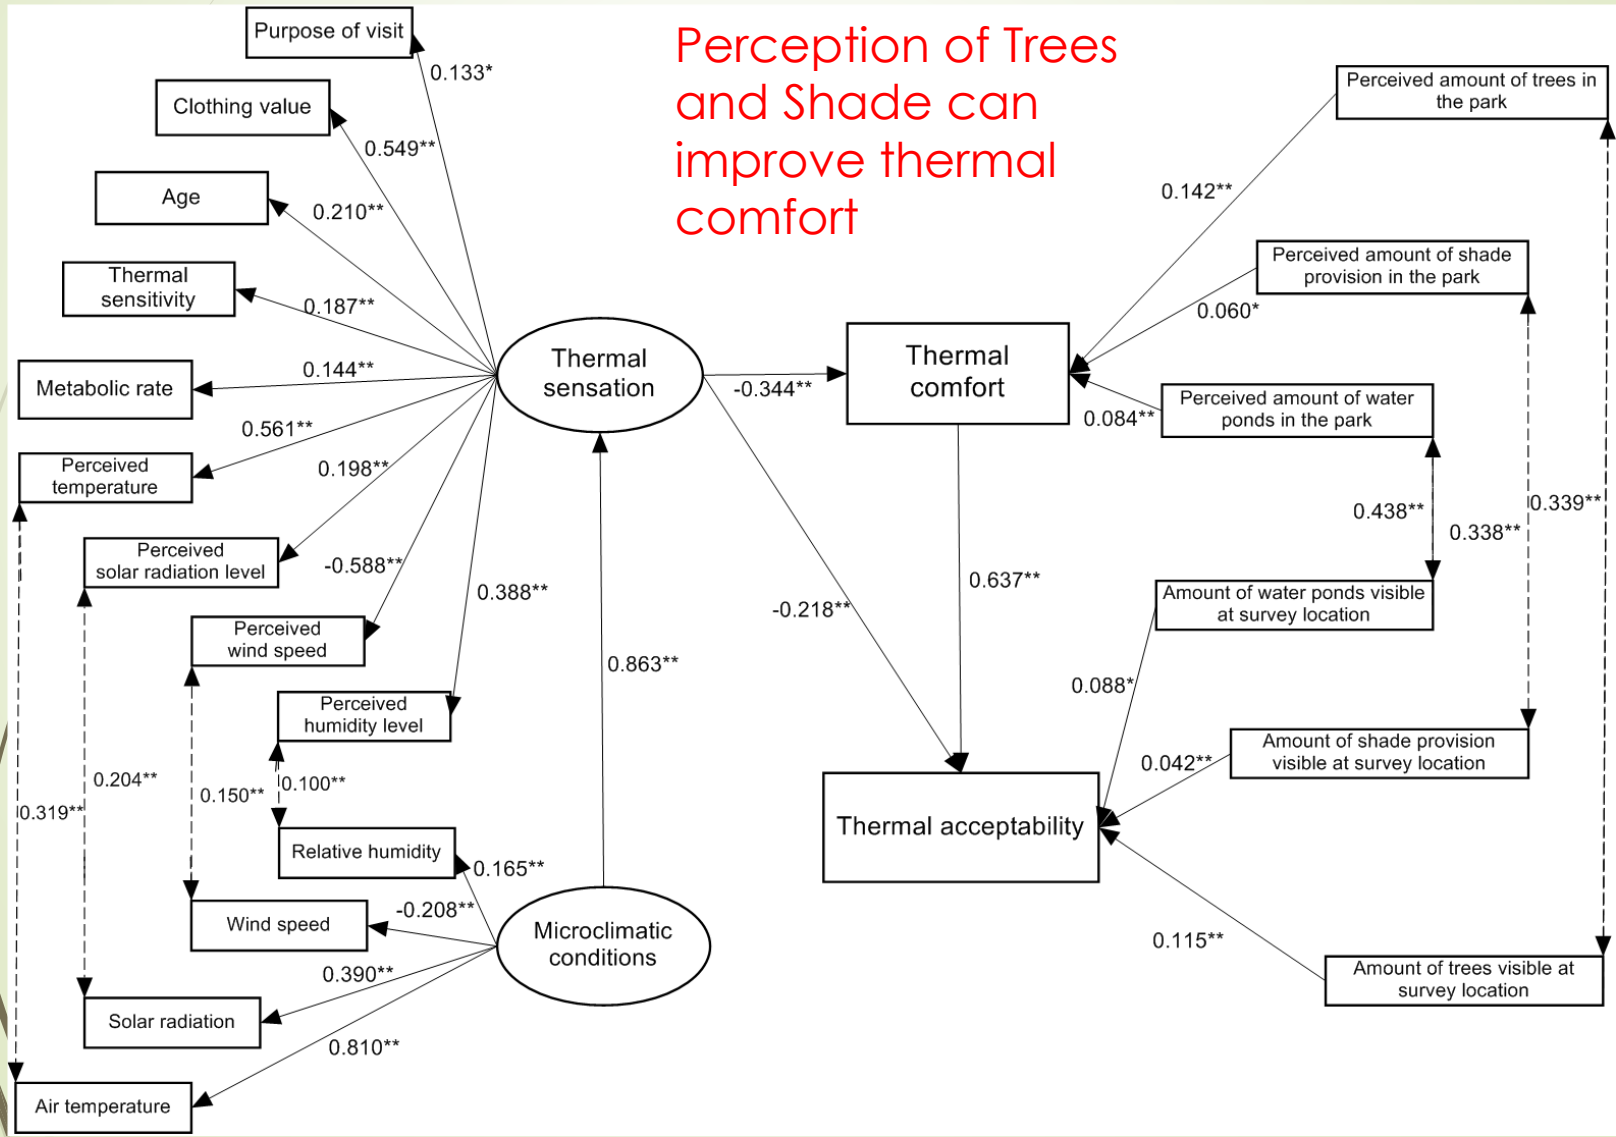 Perception of Trees
and Shade can
improve thermal
comfort
Purpose of visit
0.133*
Clothing value
0.549**
Age
0.210**
Thermal
sensitivity
0.187**
Metabolic rate
0.144**
Perceived
temperature
0.561**
Perceived
solar radiation level
0.198**
Perceived
wind speed
-0.588**
Perceived
humidity level
0.388**
0.319**
0.204**
0.150**
0.100**
Relative humidity
0.165**
Wind speed
-0.208**
Solar radiation
0.390**
Air temperature
0.810**
Thermal
sensation
0.863**
Microclimatic
conditions
-0.344**
-0.218**
Thermal
comfort
0.637**
Thermal acceptability
Perceived amount of trees in
the park
0.142**
Perceived amount of shade
provision in the park
0.060*
Perceived amount of water
ponds in the park
0.084**
0.438**
0.338**
0.339**
Amount of water ponds visible
at survey location
0.088*
Amount of shade provision
visible at survey location
0.042**
Amount of trees visible at
survey location
0.115**